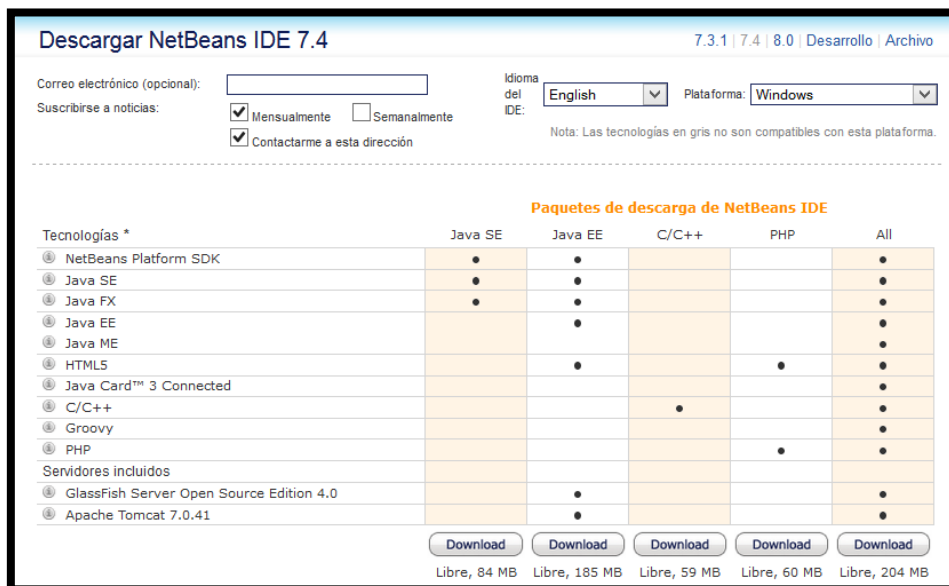 Descargar NetBeans IDE 7.4
7.3.1 | 7.4 | 8.0 | Desarrollo | Archivo
Correo electrónico (opcional):
Idioma del IDE: English Plataforma: Windows
Suscribirse a noticias: Mensualmente Semanalmente
Contactarme a esta dirección
Nota: Las tecnologías en gris no son compatibles con esta plataforma.
Paquetes de descarga de NetBeans IDE
Tecnologías * Java SE Java EE C/C++ PHP All
NetBeans Platform SDK • • •
Java SE • • •
Java FX • • •
Java EE • •
Java ME •
HTML5 • • •
Java Card™ 3 Connected •
C/C++ • •
Groovy •
PHP • •
Servidores incluidos
GlassFish Server Open Source Edition 4.0 • •
Apache Tomcat 7.0.41 • •
Download Download Download Download Download
Libre, 84 MB Libre, 185 MB Libre, 59 MB Libre, 60 MB Libre, 204 MB